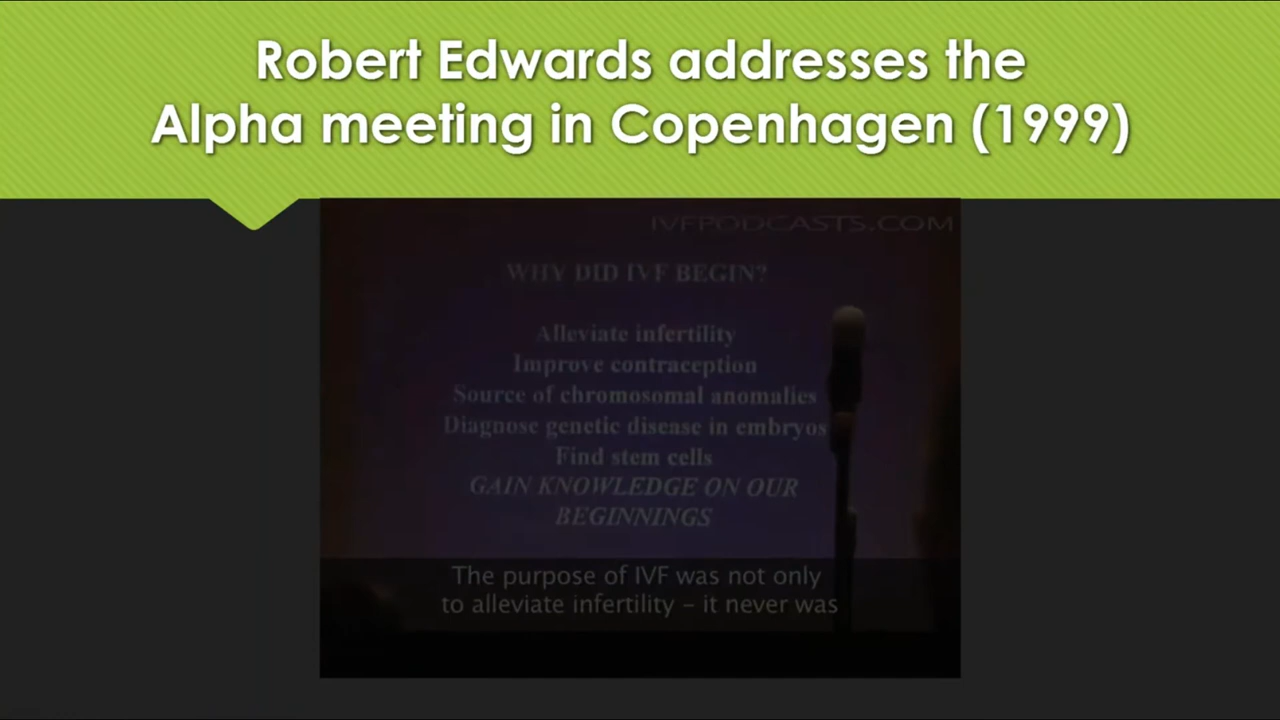 Robert Edwards addresses the
Alpha meeting in Copenhagen (1999)
IVFPODCASTS.COM
WHY DID IVF BEGIN?
Alleviate infertility
Improve contraception
Source of chromosomal anomalies
Diagnose genetic disease in embryos
Find stem cells
GAIN KNOWLEDGE ON OUR
BEGINNINGS
The purpose of IVF was not only
to alleviate infertility – it never was